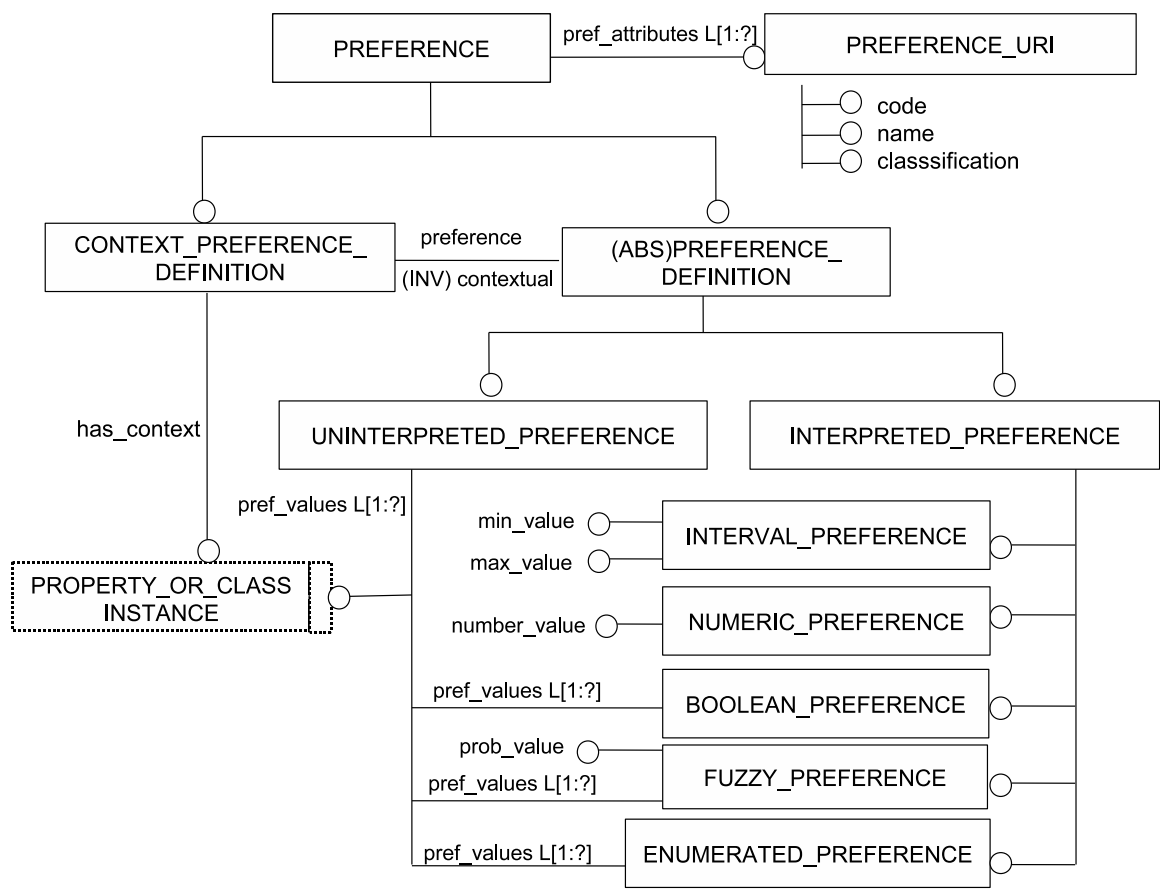 PREFERENCE
pref_attributes L[1:?]
PREFERENCE_URI
code
name
classsification
CONTEXT_PREFERENCE_
DEFINITION
preference
(INV) contextual
(ABS)PREFERENCE_
DEFINITION
has_context
UNINTERPRETED_PREFERENCE
INTERPRETED_PREFERENCE
pref_values L[1:?]
min_value
max_value
INTERVAL_PREFERENCE
PROPERTY_OR_CLASS
INSTANCE
number_value
NUMERIC_PREFERENCE
pref_values L[1:?]
BOOLEAN_PREFERENCE
prob_value
pref_values L[1:?]
FUZZY_PREFERENCE
pref_values L[1:?]
ENUMERATED_PREFERENCE